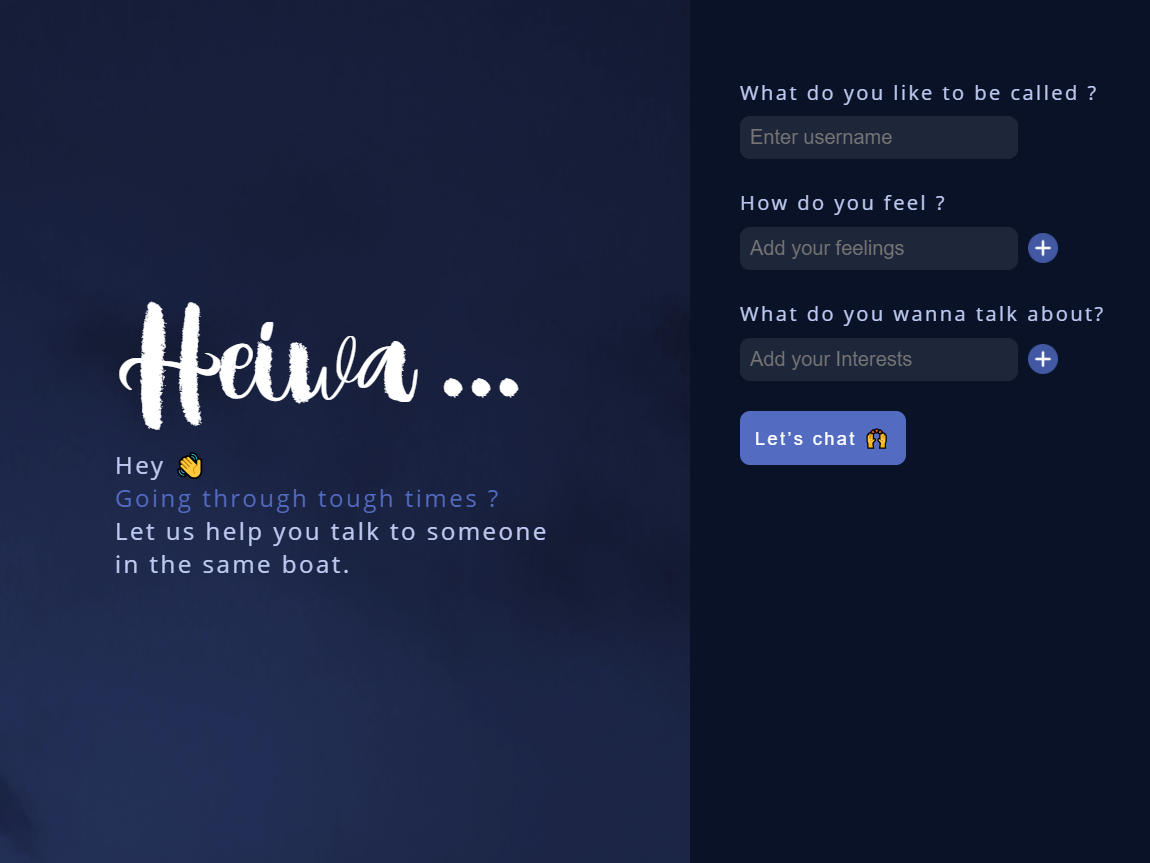 Heiwa ...
Hey 👋
Going through tough times ?
Let us help you talk to someone
in the same boat.
What do you like to be called ?
Enter username
How do you feel ?
Add your feelings
What do you wanna talk about?
Add your Interests
Let's chat 🙌